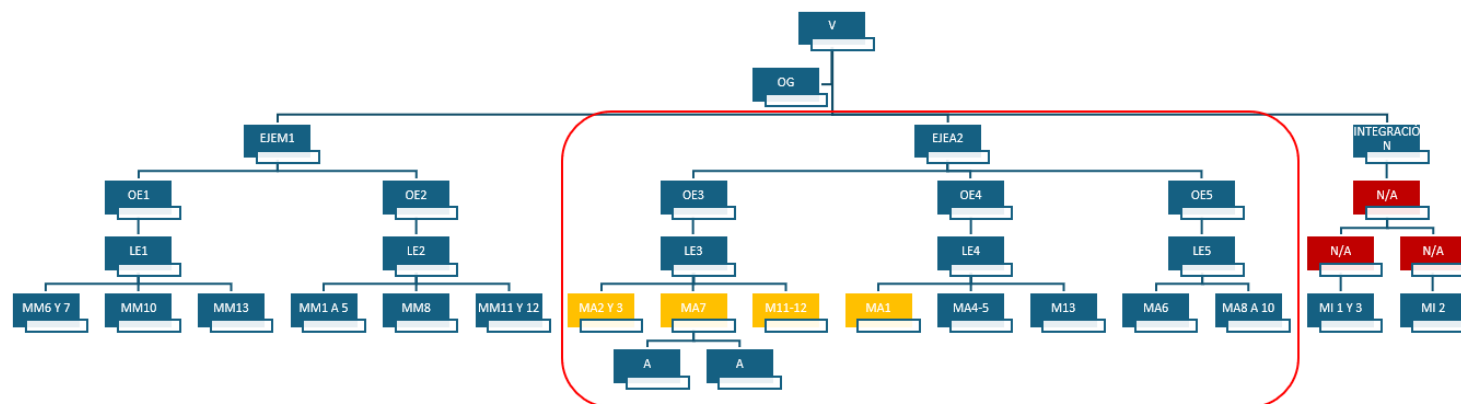 V
OG
EJEM1
EJEA2
INTEGRACIO
N
OE1
OE2
OE3
OE4
OE5
N/A
LE1
LE2
LE3
LE4
LE5
N/A
N/A
MM6 Y 7
MM10
MM13
MM1 A 5
MM8
MM11 Y 12
MA2 Y 3
MA7
M11-12
MA1
MA4-5
M13
MA6
MA8 A 10
MI 1 Y 3
MI 2
A
A